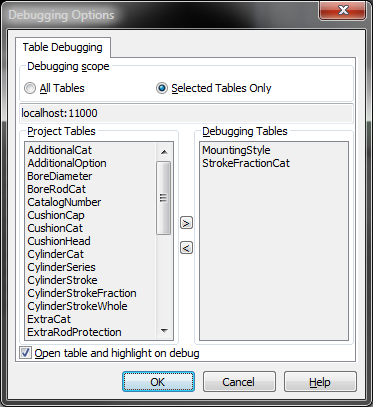 Debugging Options
Table Debugging
Debugging scope
All Tables
Selected Tables Only
localhost:11000
Project Tables
AdditionalCat
AdditionalOption
BoreDiameter
BoreRodCat
CatalogNumber
CushionCap
CushionCat
CushionHead
CylinderCat
CylinderSeries
CylinderStroke
CylinderStrokeFraction
CylinderStrokeWhole
ExtraCat
ExtraRodProtection
>
<
Debugging Tables
MountingStyle
StrokeFractionCat
Open table and highlight on debug
OK
Cancel
Help